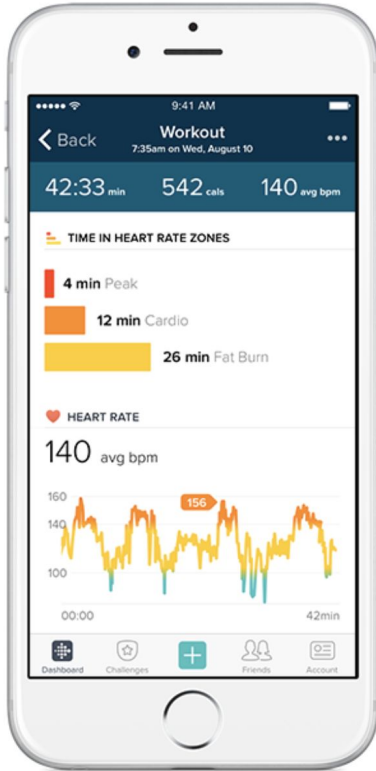 9:41 AM
Back
Workout
7:35am on Wed, August 10
42:33 min 542 cals 140 avg bpm
TIME IN HEART RATE ZONES
4 min Peak
12 min Cardio
26 min Fat Burn
HEART RATE
140 avg bpm
160
156
140
100
00:00 42min
Dashboard Challenges Friends Account